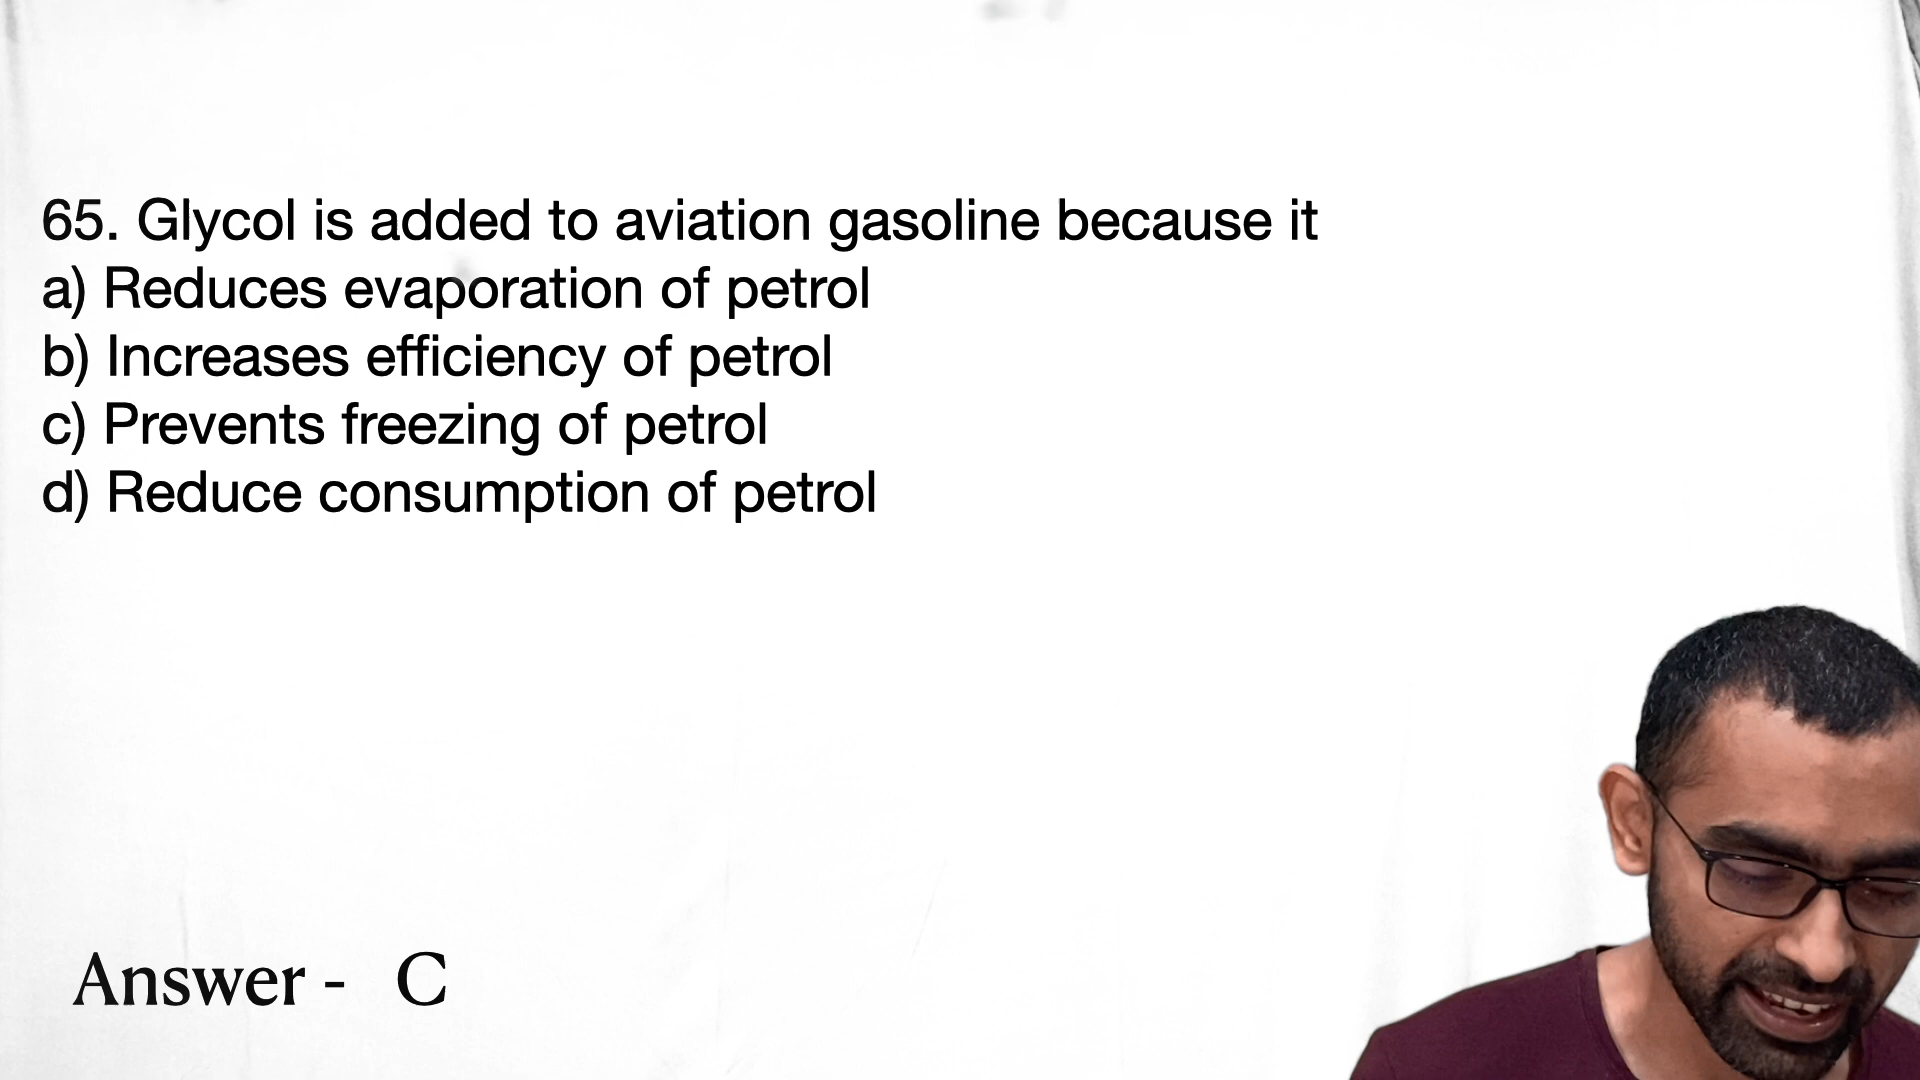 65. Glycol is added to aviation gasoline because it
a) Reduces evaporation of petrol
b) Increases efficiency of petrol
c) Prevents freezing of petrol
d) Reduce consumption of petrol
Answer - C